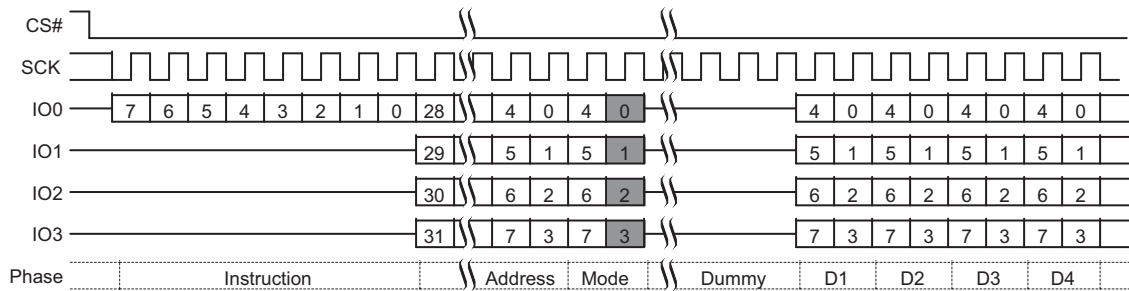 CS#
SCK
IO0 7 6 5 4 3 2 1 0 28 4 0 4 0 4 0 4 0 4 0 4 0
IO1 29 5 1 5 1 5 1 5 1 5 1 5 1
IO2 30 6 2 6 2 6 2 6 2 6 2 6 2
IO3 31 7 3 7 3 7 3 7 3 7 3 7 3
Phase Instruction Address Mode Dummy D1 D2 D3 D4